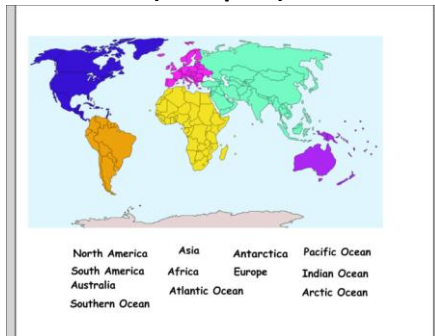 North America Asia Antarctica Pacific Ocean
South America Africa Europe Indian Ocean
Australia Atlantic Ocean Arctic Ocean
Southern Ocean